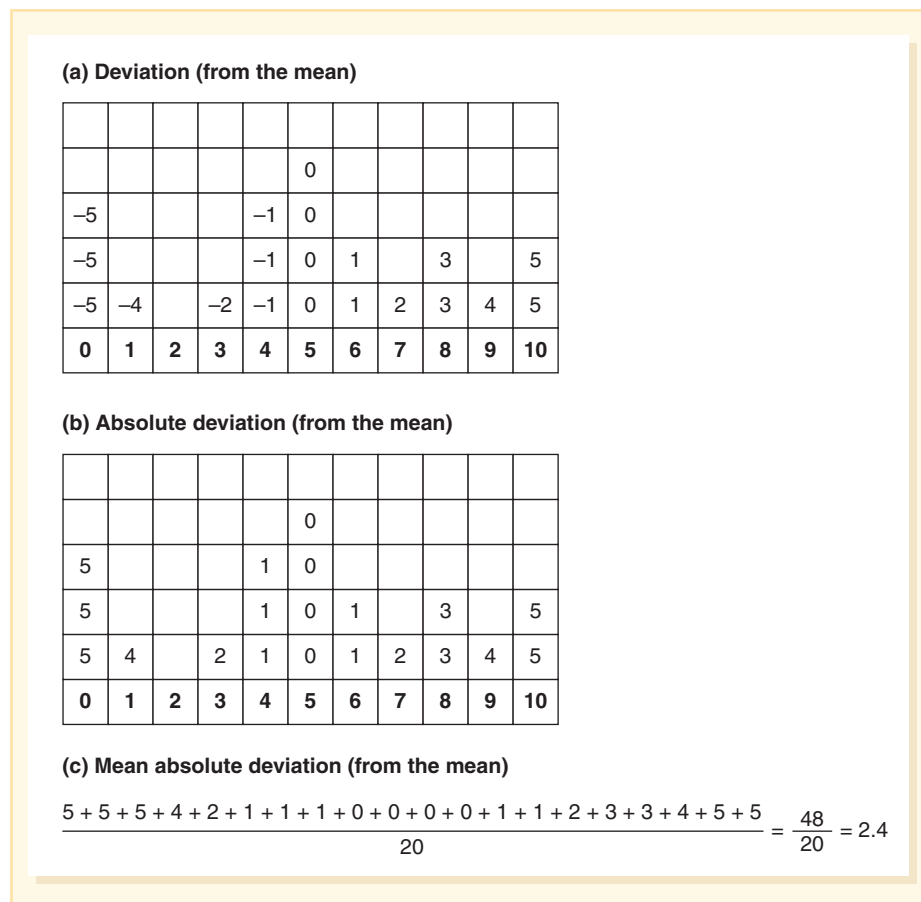 (a) Deviation (from the mean)
0
–5 –1 0
–5 –1 0 1 3 5
–5 –4 –2 –1 0 1 2 3 4 5
0 1 2 3 4 5 6 7 8 9 10
(b) Absolute deviation (from the mean)
0
5 1 0
5 1 0 1 3 5
5 4 2 1 0 1 2 3 4 5
0 1 2 3 4 5 6 7 8 9 10
(c) Mean absolute deviation (from the mean)
5 + 5 + 5 + 4 + 2 + 1 + 1 + 1 + 0 + 0 + 0 + 0 + 1 + 1 + 2 + 3 + 3 + 4 + 5 + 5
20
= 48
20
= 2.4